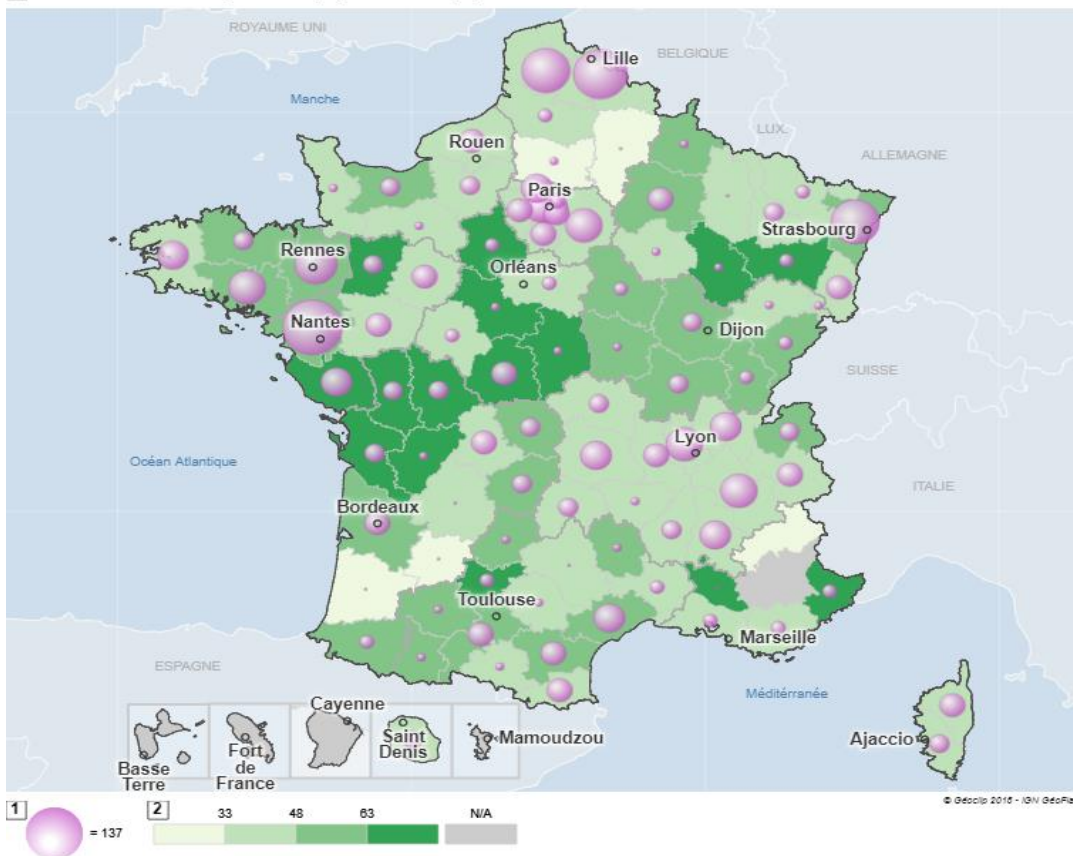 ROYAUME UNI
BELGIQUE
Lille
Manche
LUX.
ALLEMAGNE
Rouen
Paris
Strasbourg
Rennes
Orléans
Nantes
Dijon
SUISSE
Océan Atlantique
Lyon
ITALIE
Bordeaux
Toulouse
Marseille
ESPAGNE
Méditérranée
Cayenne
Saint
Denis
Mamoudzou
Ajaccio
Basse
Terre
Fort
de
France
© Géoclip 2016 - IGN GéoFla
1
= 137
2
33
48
63
N/A